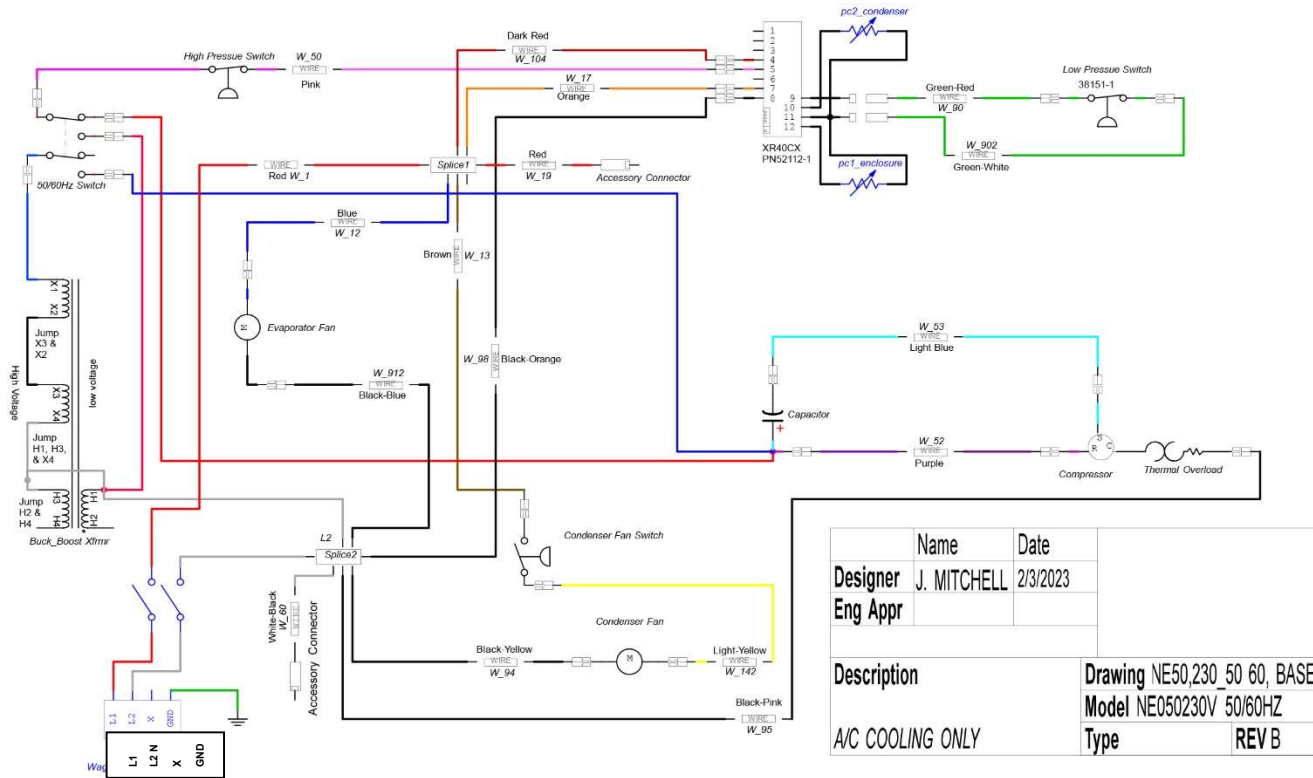 pc2_condenser
Dark Red
WIRE
W_104
1
2
3
4
5
6
7
8
9
10
11
12
XR40CX
PN52112-1
High Pressue Switch
W_50
WIRE
Pink
W_17
WIRE
Orange
Low Pressue Switch
38151-1
Green-Red
WIRE
W_90
W_902
WIRE
Green-White
pc1_enclosure
WIRE
Red W_1
Splice1
Red
WIRE
W_19
Accessory Connector
50/60Hz Switch
Blue
WIRE
W_12
Brown
WIRE
W_13
X1
X2
Evaporator Fan
M
Jump
X3 &
X2
High Voltage
low voltage
X3
X4
W_98
WIRE
Black-Orange
W_912
WIRE
Black-Blue
W_53
WIRE
Light Blue
Capacitor
+
Jump
H1, H3,
& X4
W_52
WIRE
Purple
S
R
C
Compressor
Thermal Overload
Jump
H2 &
H4
H3
H4
H1
H2
Buck_Boost Xfrmr
L2
Splice2
Condenser Fan Switch
White-Black
W_60
WIRE
Accessory Connector
Condenser Fan
Black-Yellow
WIRE
W_94
M
Light-Yellow
WIRE
W_142
Black-Pink
WIRE
W_95
L1
L2
X
GND
L1
L2 N
X
GND
Wag
Name Date
Designer J. MITCHELL 2/3/2023
Eng Appr
Description
Drawing NE50,230_50 60, BASE
Model NE050230V 50/60HZ
A/C COOLING ONLY
Type REV B